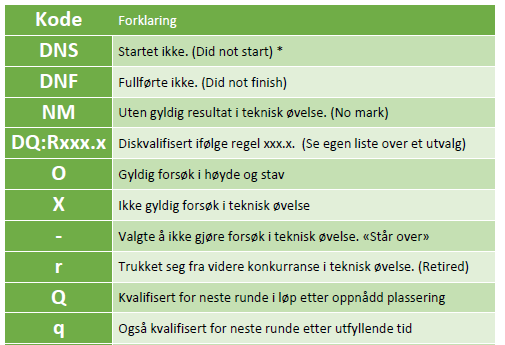 Kode Forklaring
DNS Startet ikke. (Did not start) *
DNF Fullførte ikke. (Did not finish)
NM Uten gyldig resultat i teknisk øvelse. (No mark)
DQ:Rxxx.x Diskvalifisert ifølge regel xxx.x. (Se egen liste over et utvalg)
O Gyldig forsøk i høyde og stav
X Ikke gyldig forsøk i teknisk øvelse
- Valgte å ikke gjøre forsøk i teknisk øvelse. «Står over»
r Trukket seg fra videre konkurranse i teknisk øvelse. (Retired)
Q Kvalifisert for neste runde i løp etter oppnådd plassering
q Også kvalifisert for neste runde etter utfyllende tid